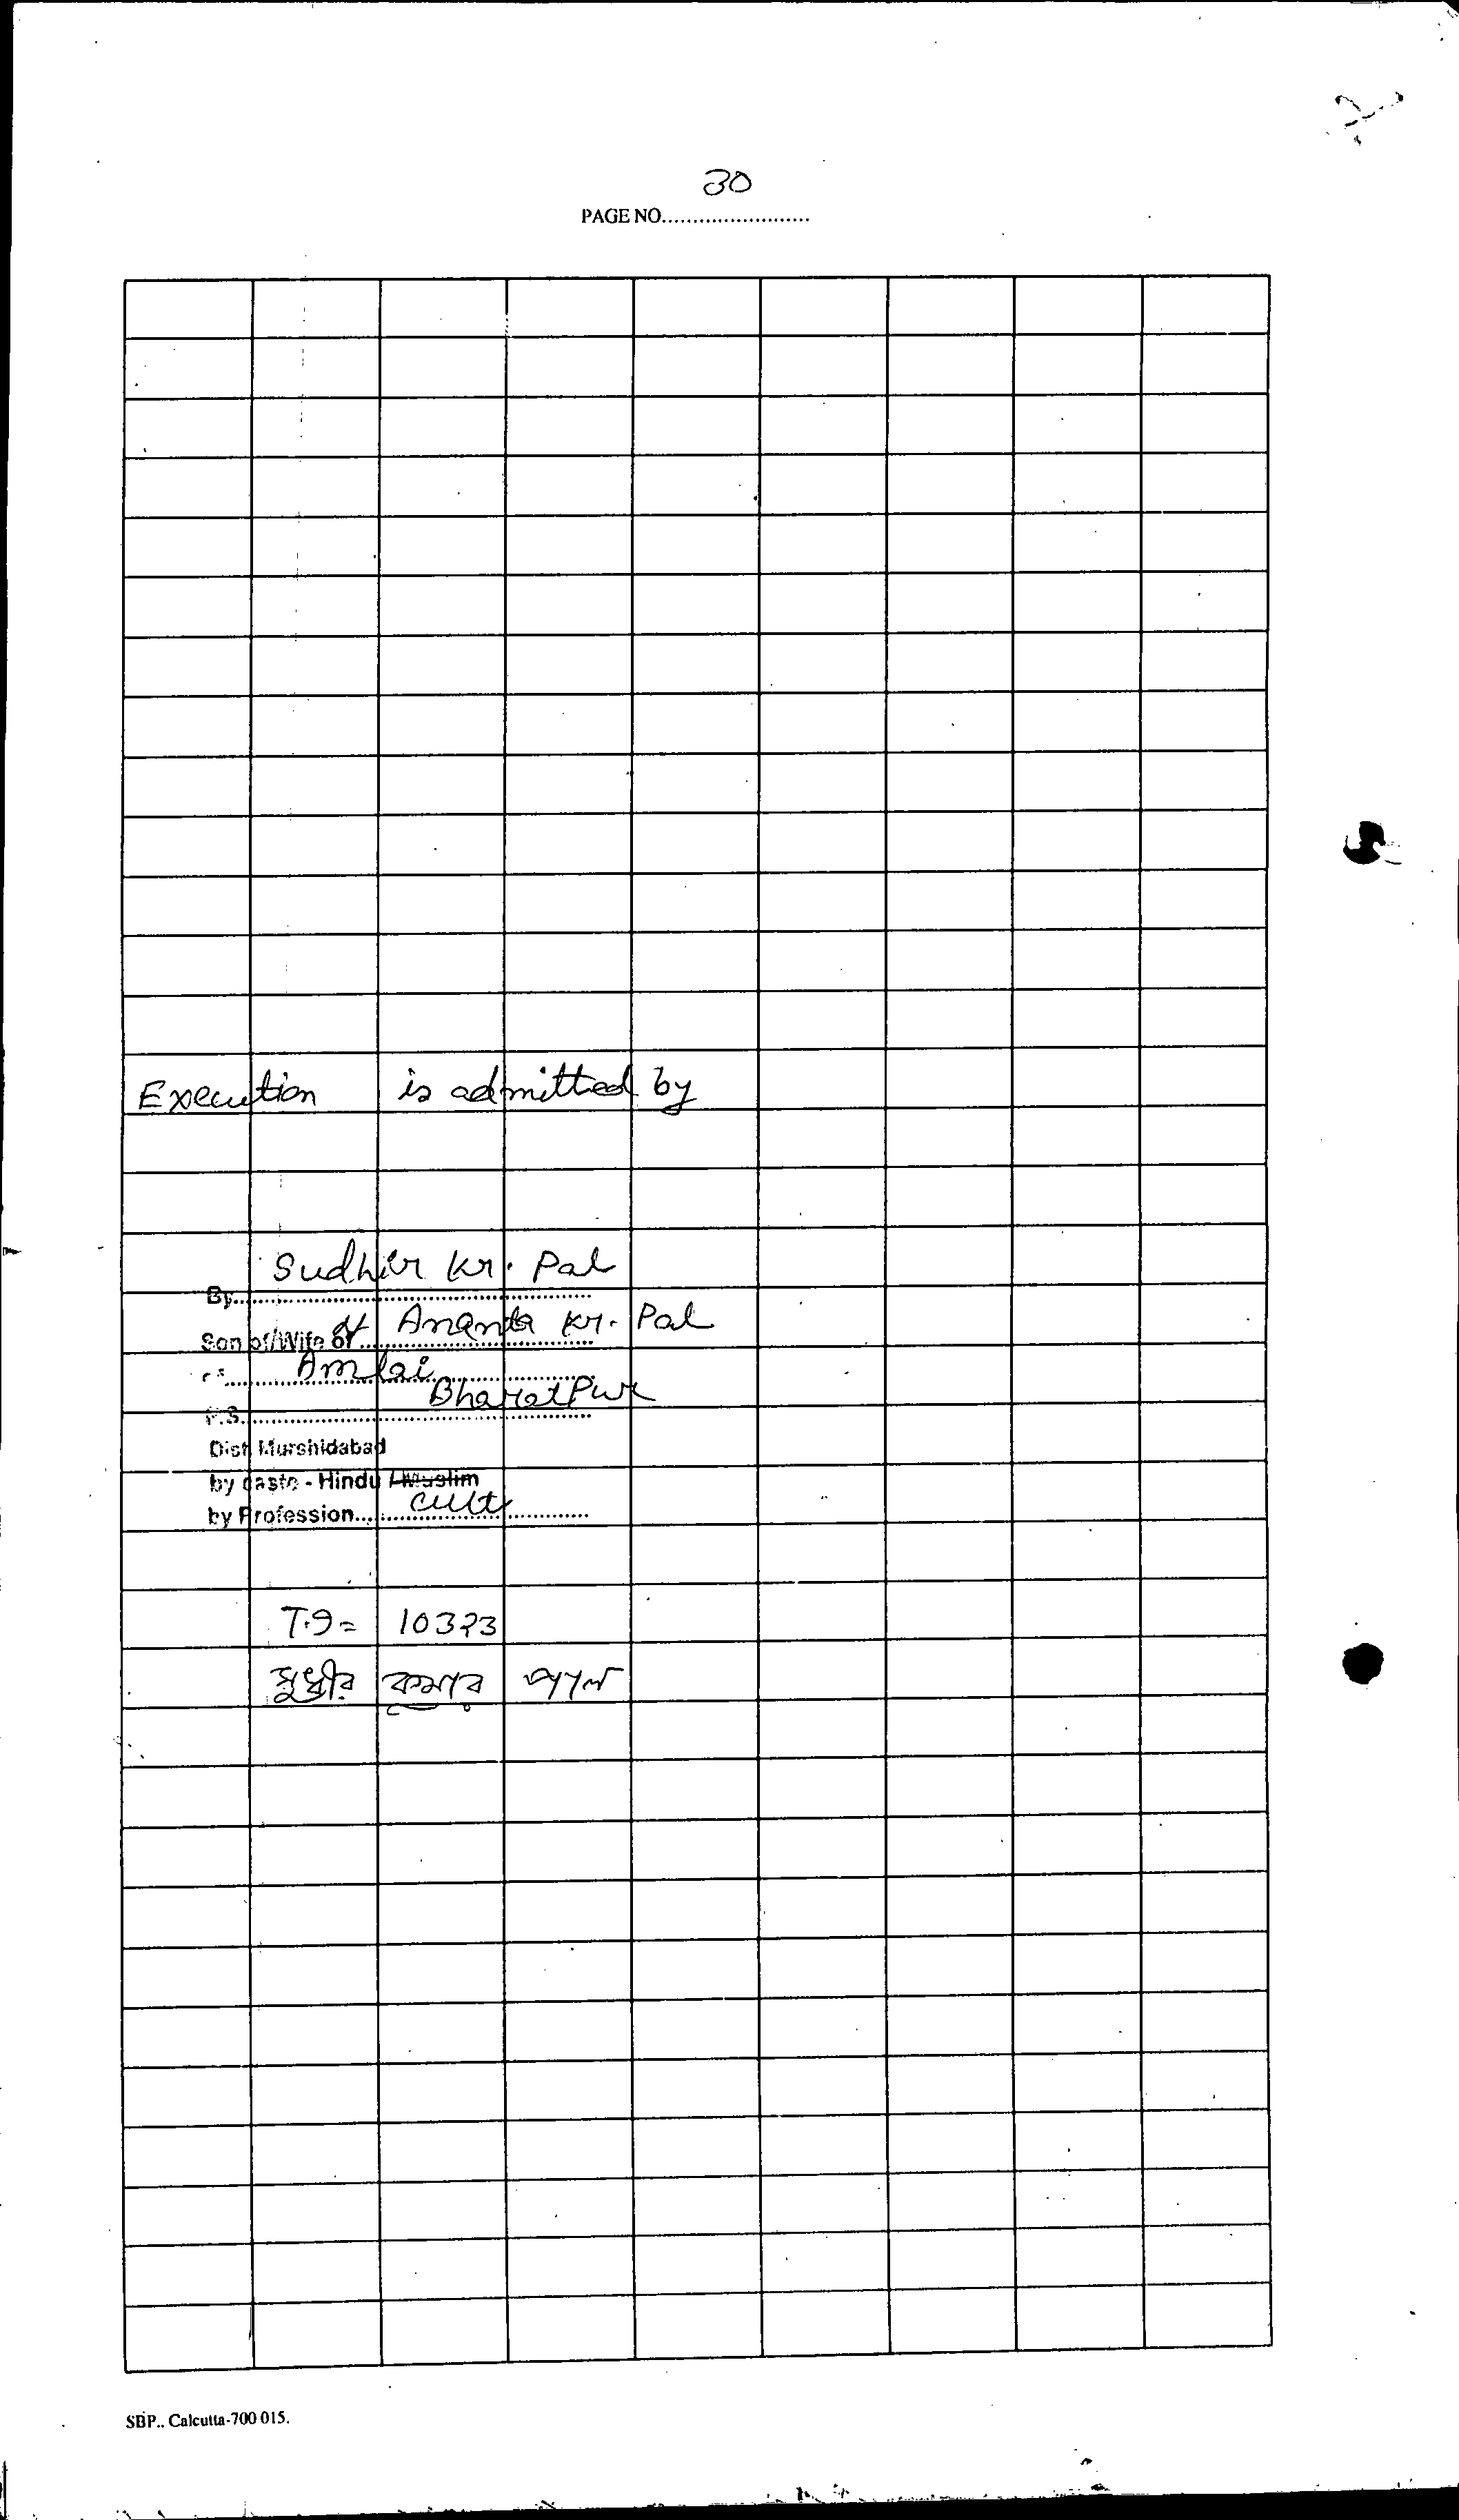 30
PAGE NO........................
Execution is admitted by
Sudhir Kr. Pal
By............................................
Son of/Wife of Ananda Kr. Pal
Amlai
BharatPur
P.S.............................................
Dist Murshidabad
by caste - Hindu / Muslim
by Profession.....cult
10323
সুধীর কুমার পাল
SBP.. Calcutta-700 015.